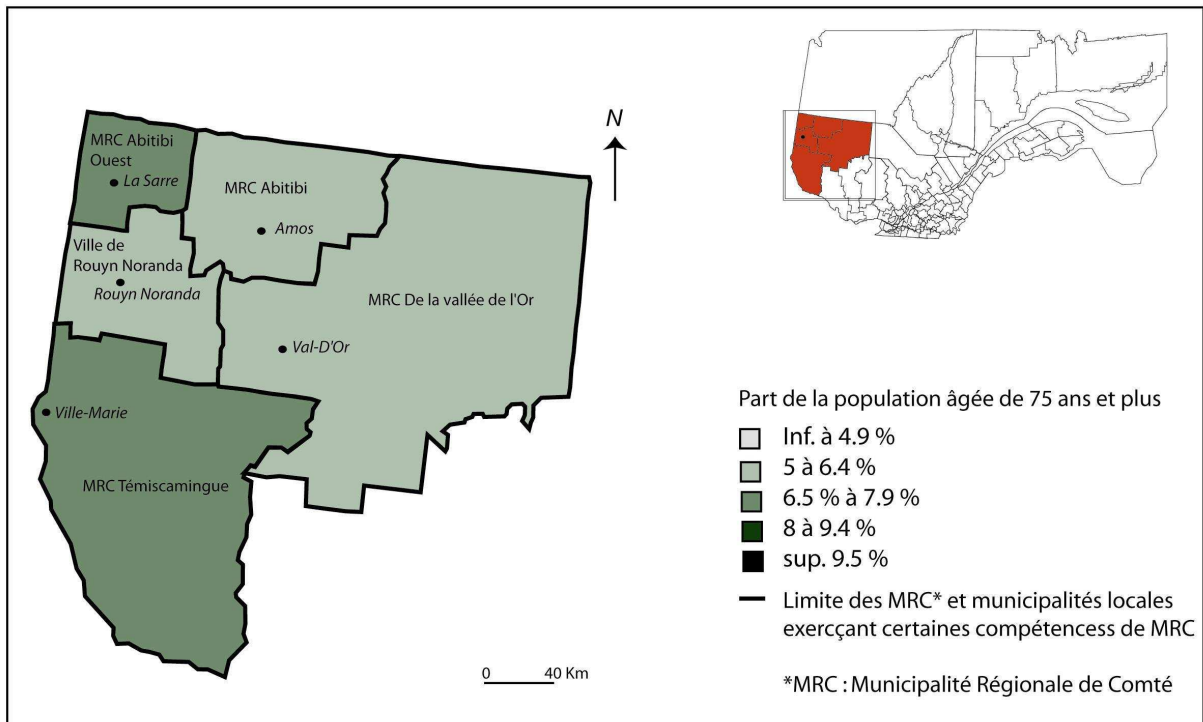 MRC Abitibi
Ouest
La Sarre
MRC Abitibi
Amos
Ville de
Rouyn Noranda
Rouyn Noranda
MRC De la vallée de l'Or
Val-D'Or
Ville-Marie
MRC Témiscamingue
N
0 40 Km
Part de la population âgée de 75 ans et plus
Inf. à 4.9 %
5 à 6.4 %
6.5 % à 7.9 %
8 à 9.4 %
sup. 9.5 %
Limite des MRC* et municipalités locales
exercçant certaines compétencess de MRC
*MRC : Municipalité Régionale de Comté